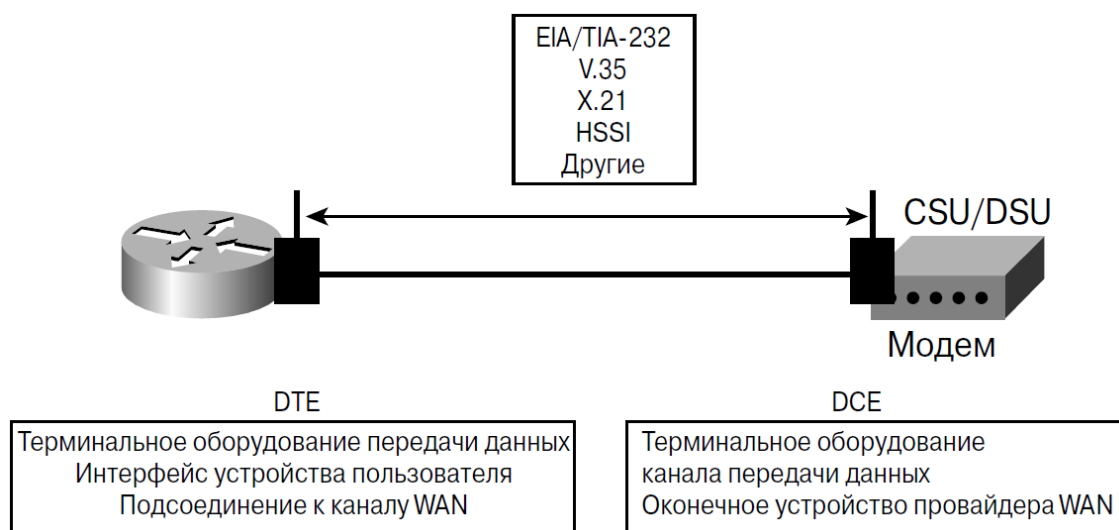 EIA/TIA-232
V.35
X.21
HSSI
Другие
CSU/DSU
Модем
DTE
Терминальное оборудование передачи данных
Интерфейс устройства пользователя
Подсоединение к каналу WAN
DCE
Терминальное оборудование
канала передачи данных
Оконечное устройство провайдера WAN